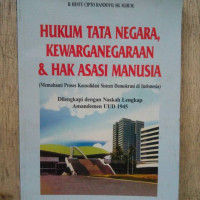 HUKUM TATA NEGARA,
KEWARGANEGARAAN
& HAK ASASI MANUSIA
(Memahami Proses Konsolidasi Sistem Demokrasi di Indonesia)
Dilengkapi dengan Naskah Lengkap
Amandemen UUD 1945